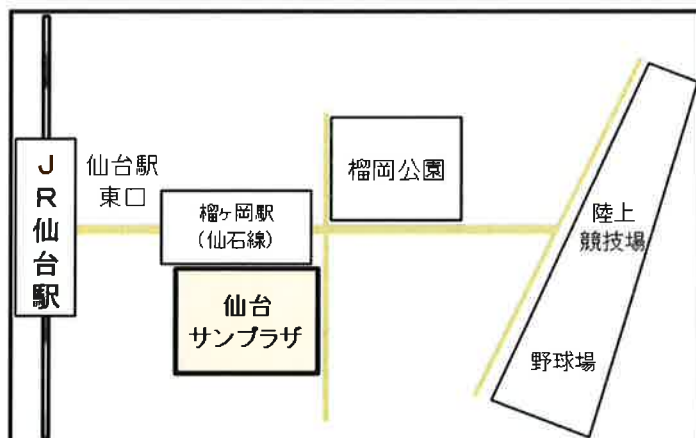 JR仙台駅
仙台駅
東口
榴ヶ岡駅
(仙石線)
仙台
サンプラザ
榴岡公園
陸上
競技場
野球場